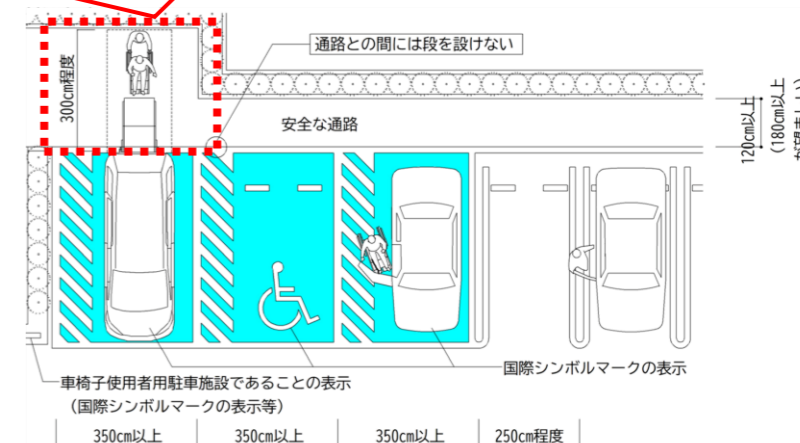 通路との間には段を設けない
300cm程度
安全な通路
120cm以上
(180cm以上
国際シンボルマークの表示
車椅子使用者用駐車施設であることの表示
(国際シンボルマークの表示等)
350cm以上
350cm以上
350cm以上
250cm程度